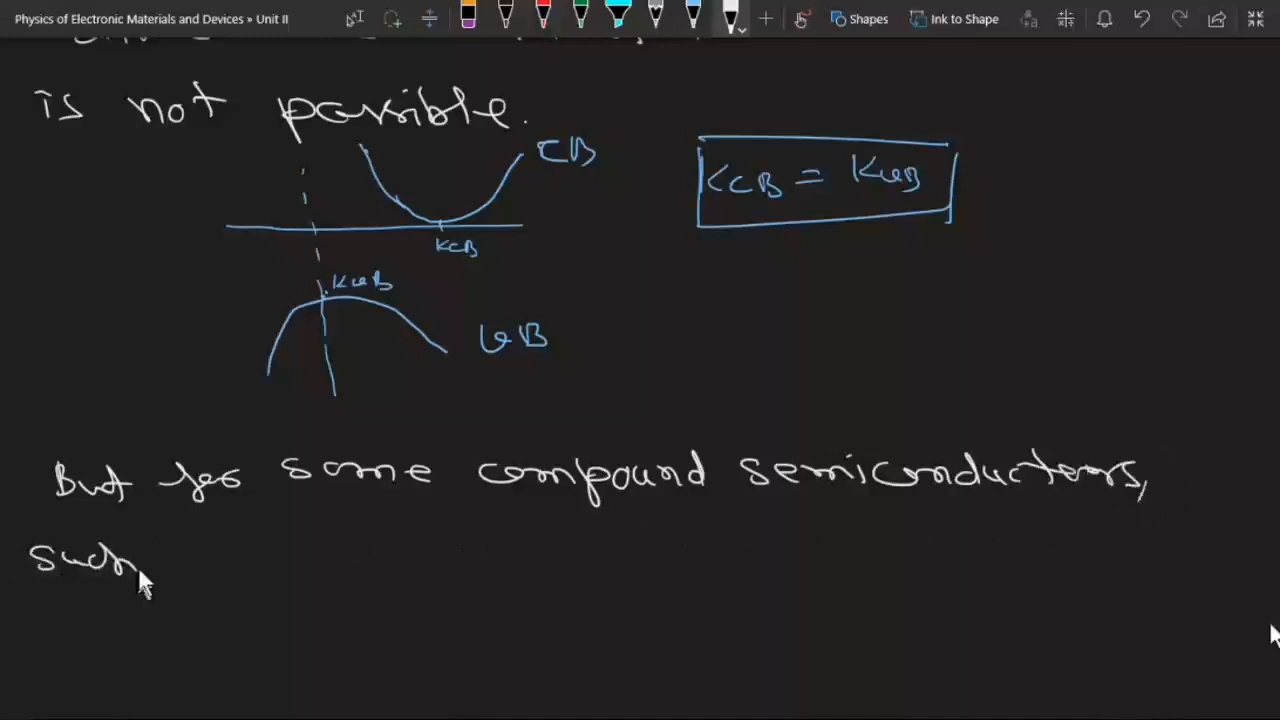 Physics of Electronic Materials and Devices » Unit II
Shapes
Ink to Shape
is not possible.
CB
KCB = KVB
KCB
KVB
VB
But for some compound semiconductors,
such